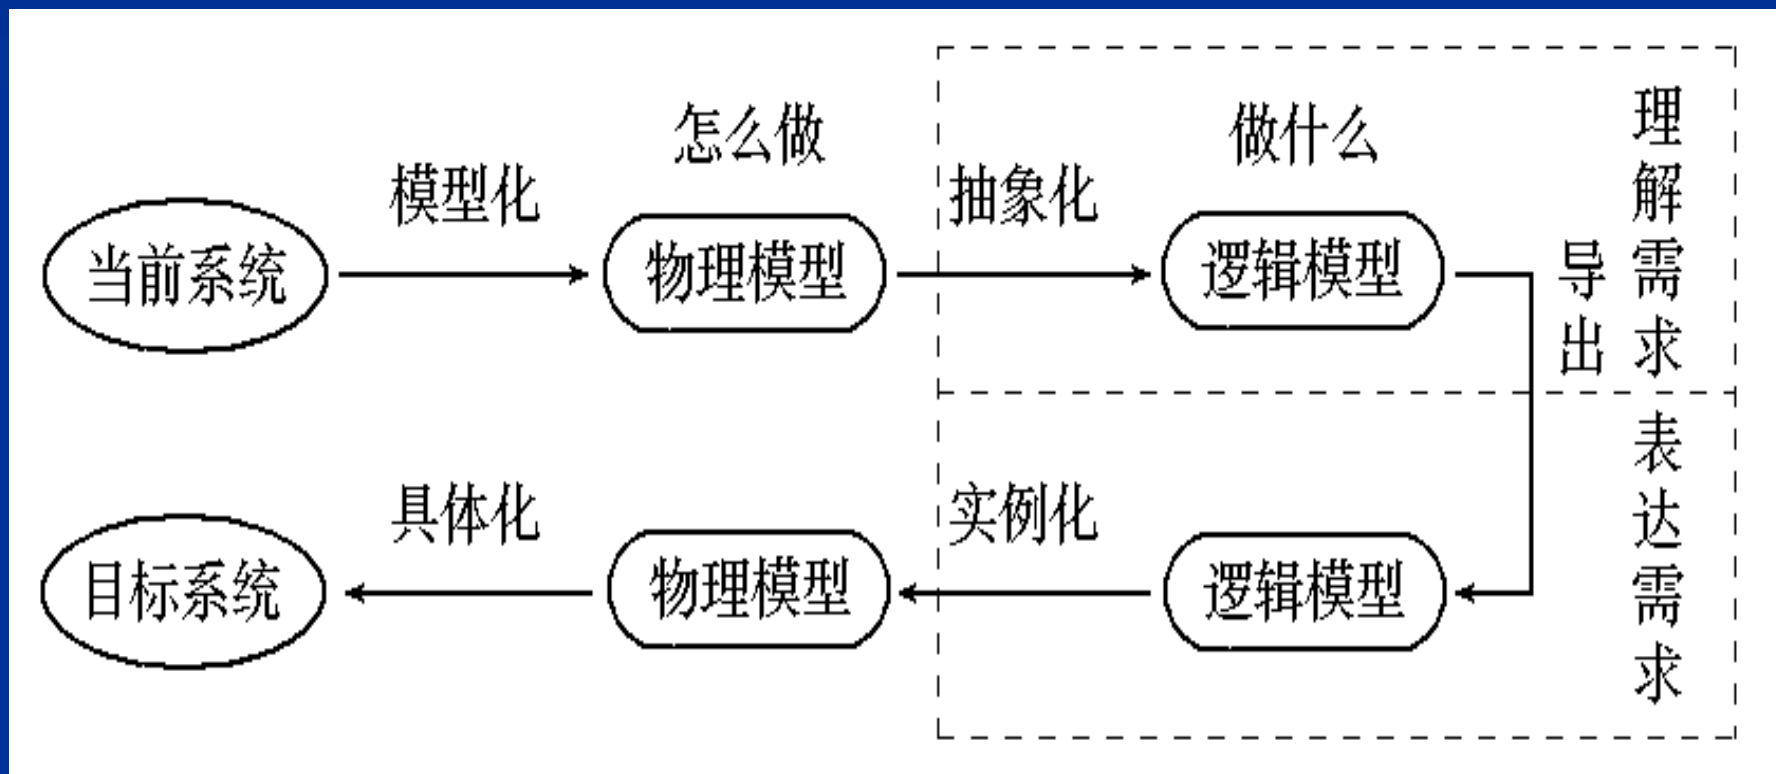 怎么做
做什么
模型化
抽象化
当前系统
物理模型
逻辑模型
导出
理解需求
具体化
实例化
目标系统
物理模型
逻辑模型
表达需求